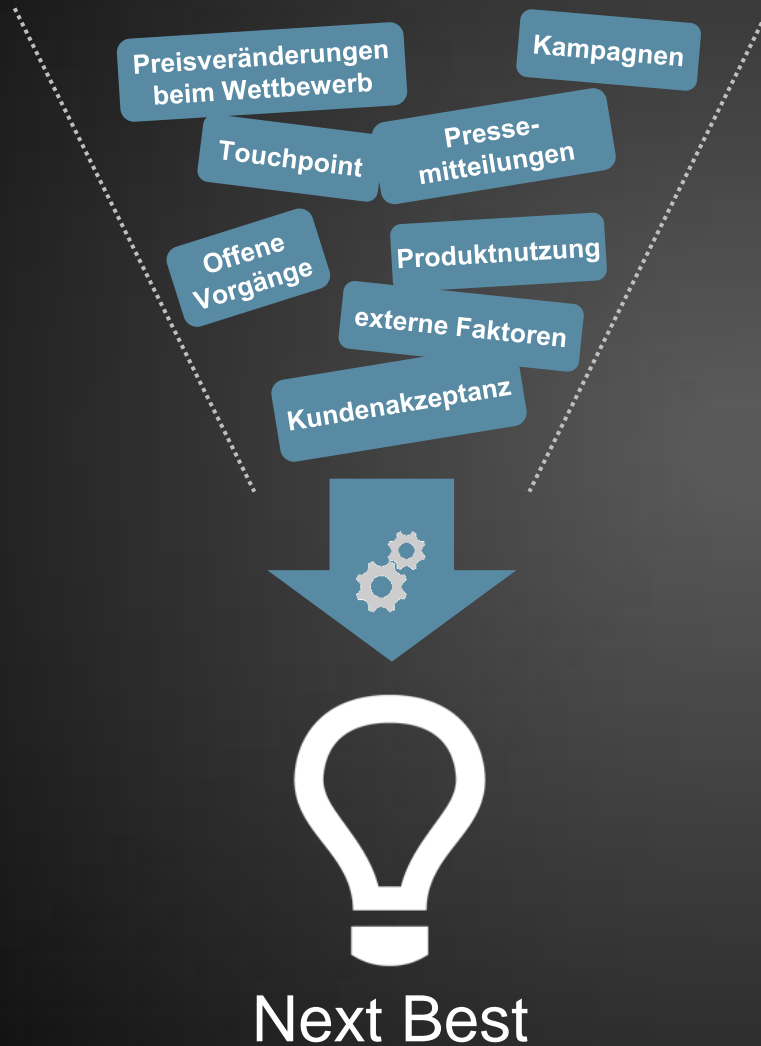 Preisveränderungen
beim Wettbewerb
Kampagnen
Touchpoint
Presse-
mitteilungen
Offene
Vorgänge
Produktnutzung
externe Faktoren
Kundenakzeptanz
Next Best